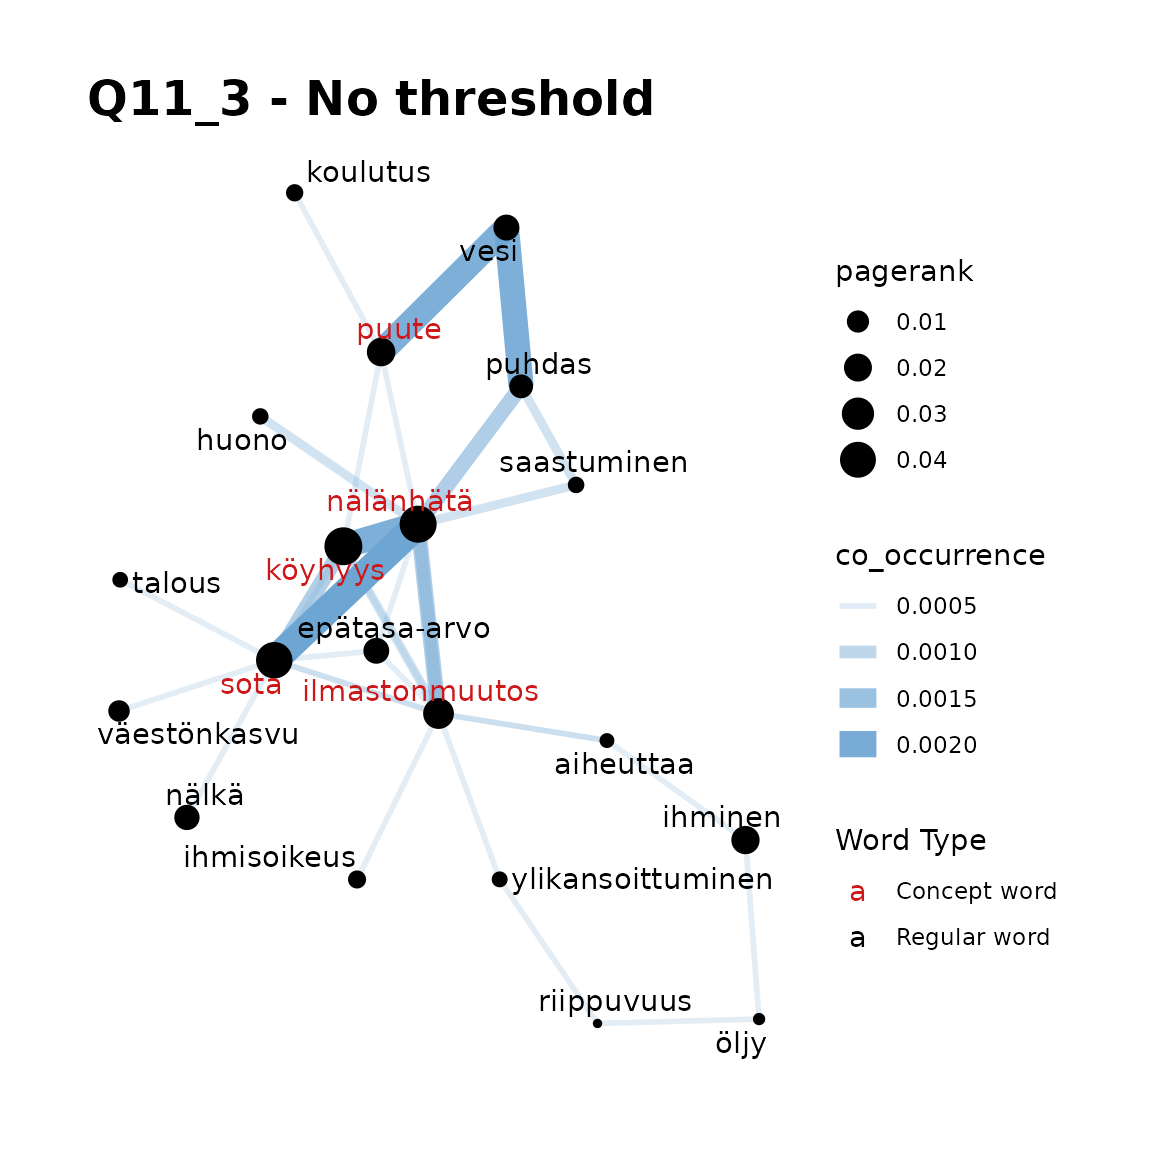 Q11_3 - No threshold
koulutus
vesi
puute
puhdas
huono
saastuminen
nälänhätä
köyhyys
talous
epätasa-arvo
sota
ilmastonmuutos
väestönkasvu
aiheuttaa
nälkä
ihminen
ihmisoikeus
ylikansoittuminen
riippuvuus
öljy
pagerank
0.01
0.02
0.03
0.04
co_occurrence
0.0005
0.0010
0.0015
0.0020
Word Type
a Concept word
a Regular word